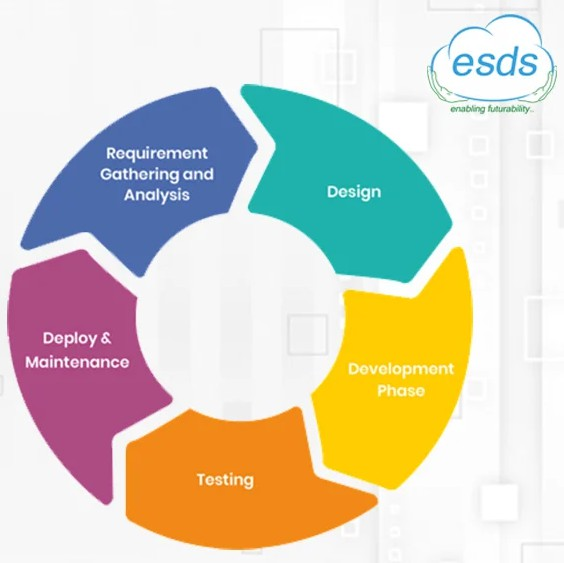 esds
enabling futurability..
Requirement
Gathering and
Analysis
Design
Development
Phase
Testing
Deploy &
Maintenance